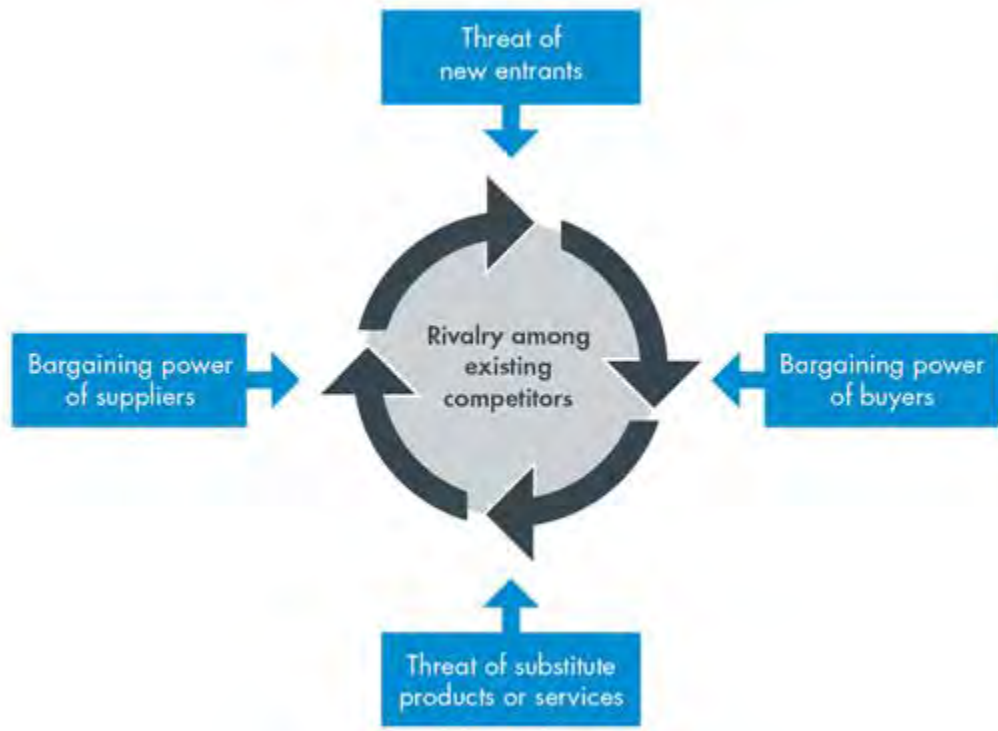 Threat of
new entrants
Bargaining power
of suppliers
Rivalry among
existing
competitors
Bargaining power
of buyers
Threat of substitute
products or services